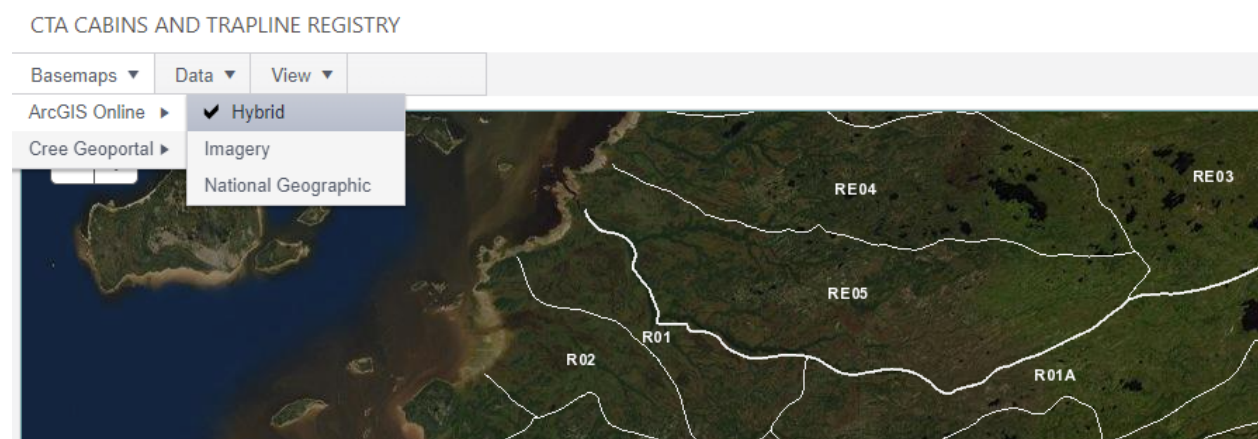 CTA CABINS AND TRAPLINE REGISTRY
Basemaps ▼ Data ▼ View ▼
ArcGIS Online ▶ ✔ Hybrid
Cree Geoportal ▶ Imagery
National Geographic
RE03
RE04
RE05
R01
R02
R01A